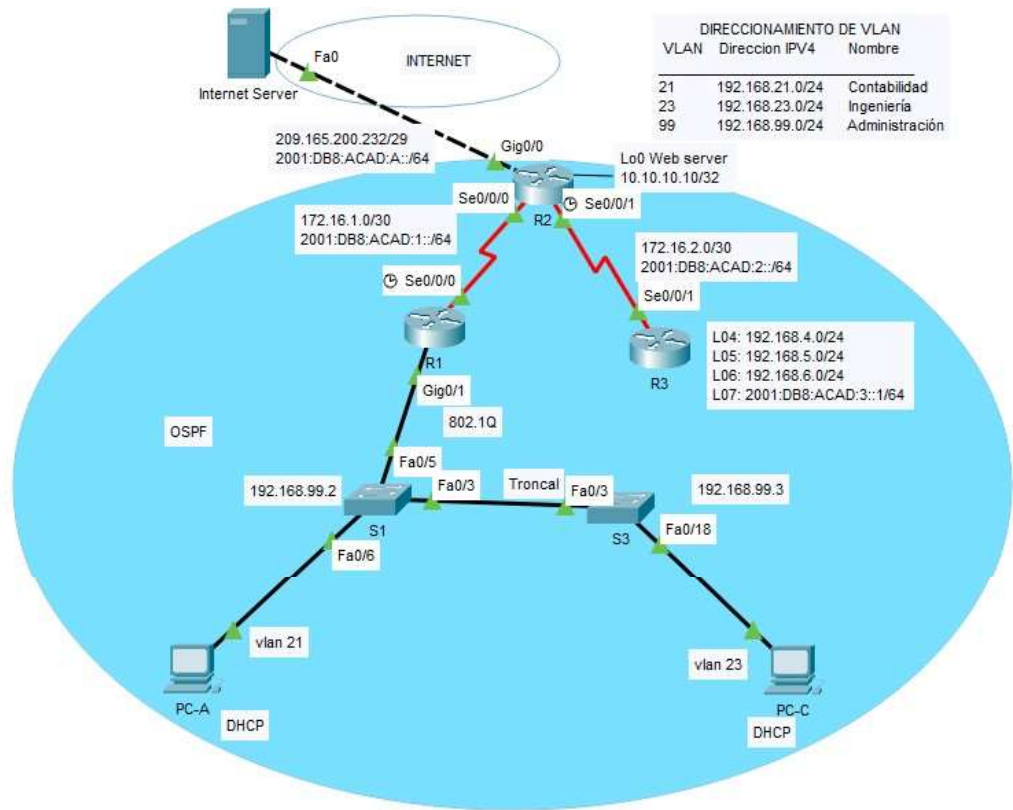 DIRECCIONAMIENTO DE VLAN
VLAN Direccion IPV4 Nombre
21 192.168.21.0/24 Contabilidad
23 192.168.23.0/24 Ingeniería
99 192.168.99.0/24 Administración
Fa0
INTERNET
Internet Server
209.165.200.232/29
2001:DB8:ACAD:A::/64
Gig0/0
Lo0 Web server
10.10.10.10/32
Se0/0/0
Se0/0/1
R2
172.16.1.0/30
2001:DB8:ACAD:1::/64
172.16.2.0/30
2001:DB8:ACAD:2::/64
Se0/0/0
Se0/0/1
R1
R3
L04: 192.168.4.0/24
L05: 192.168.5.0/24
L06: 192.168.6.0/24
L07: 2001:DB8:ACAD:3::1/64
Gig0/1
802.1Q
OSPF
Fa0/5
192.168.99.2
Fa0/3
Troncal
Fa0/3
192.168.99.3
S1
S3
Fa0/6
Fa0/18
vlan 21
vlan 23
PC-A
PC-C
DHCP
DHCP